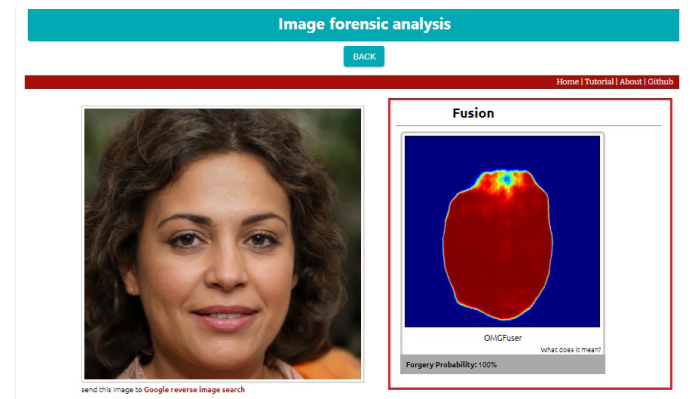 Image forensic analysis
BACK
Home | Tutorial | About | Github
Fusion
OMGFuser
What does it mean?
Forgery Probability: 100%
send this image to Google reverse image search